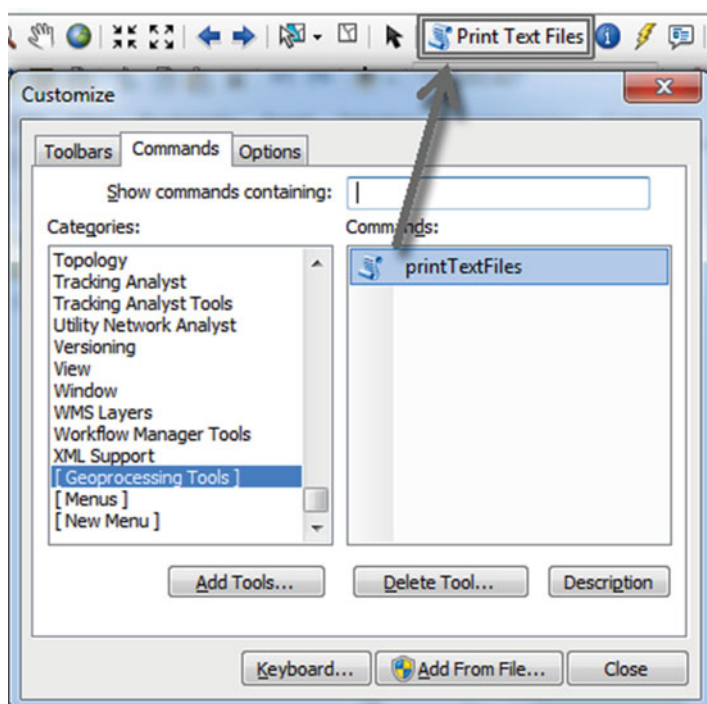 Print Text Files
Customize
Toolbars Commands Options
Show commands containing:
Categories:
Commands:
Topology
Tracking Analyst
Tracking Analyst Tools
Utility Network Analyst
Versioning
View
Window
WMS Layers
Workflow Manager Tools
XML Support
[ Geoprocessing Tools ]
[ Menus ]
[ New Menu ]
printTextFiles
Add Tools...
Delete Tool...
Description
Keyboard...
Add From File...
Close